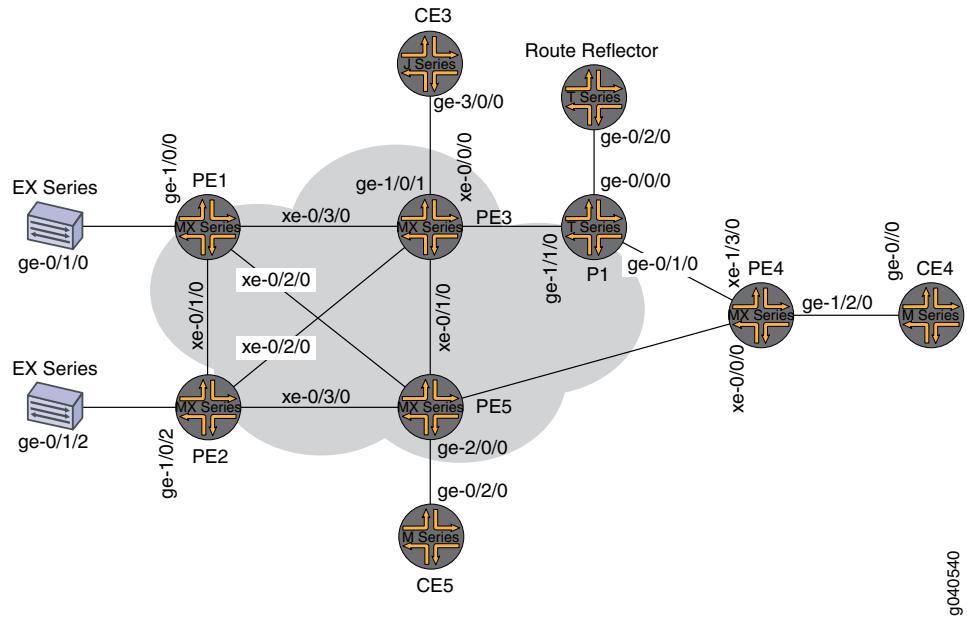 CE3
J Series
ge-3/0/0
Route Reflector
T Series
ge-0/2/0
ge-0/0/0
EX Series
ge-0/1/0
ge-1/0/0
PE1
MX Series
xe-0/3/0
ge-1/0/1
xe-0/0/0
MX Series
PE3
ge-1/1/0
T Series
P1
ge-0/1/0
xe-1/3/0
PE4
MX Series
xe-0/0/0
ge-1/2/0
ge-0//0
CE4
M Series
xe-0/1/0
xe-0/2/0
xe-0/2/0
xe-0/1/0
EX Series
ge-0/1/2
ge-1/0/2
MX Series
PE2
xe-0/3/0
MX Series
PE5
ge-2/0/0
ge-0/2/0
M Series
CE5
g040540